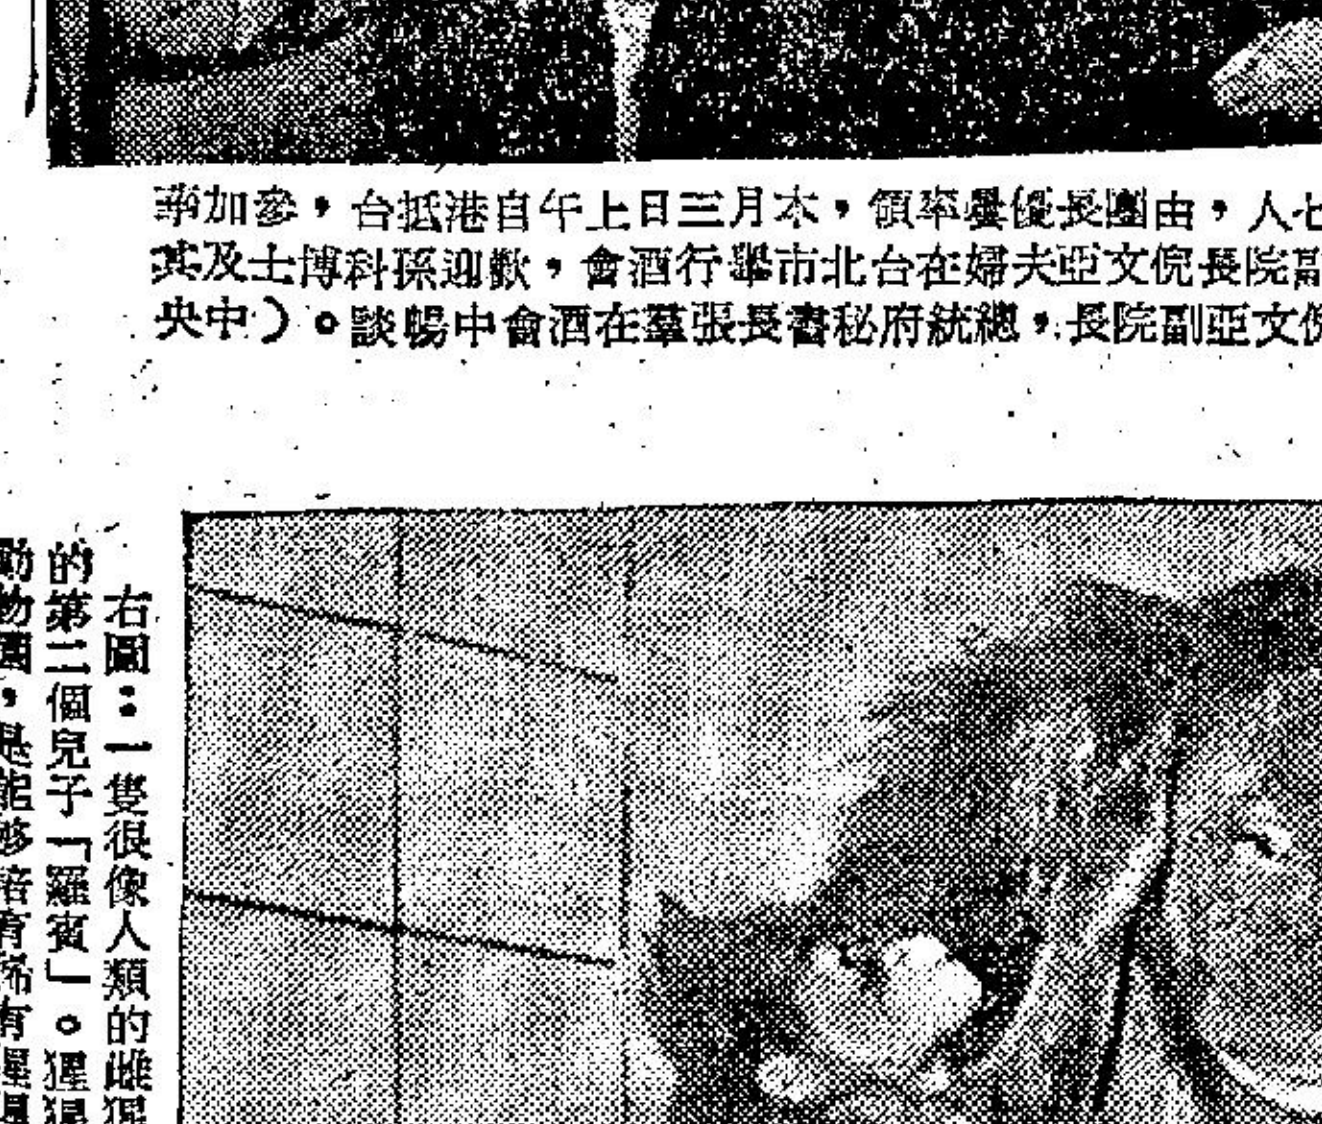 七人，由團長優曇率領，本月三日上午自港抵台，參加
副院長倪文亞夫婦在台北市舉行酒會，歡迎孫科博士及其
倪文亞副院長，總統府秘書長張羣在酒會中暢談。（中央
右圖：一隻很像人類的雌猩
的第二個兒子「羅賓」。猩猩
動物園，是能够培育稀有猩猩